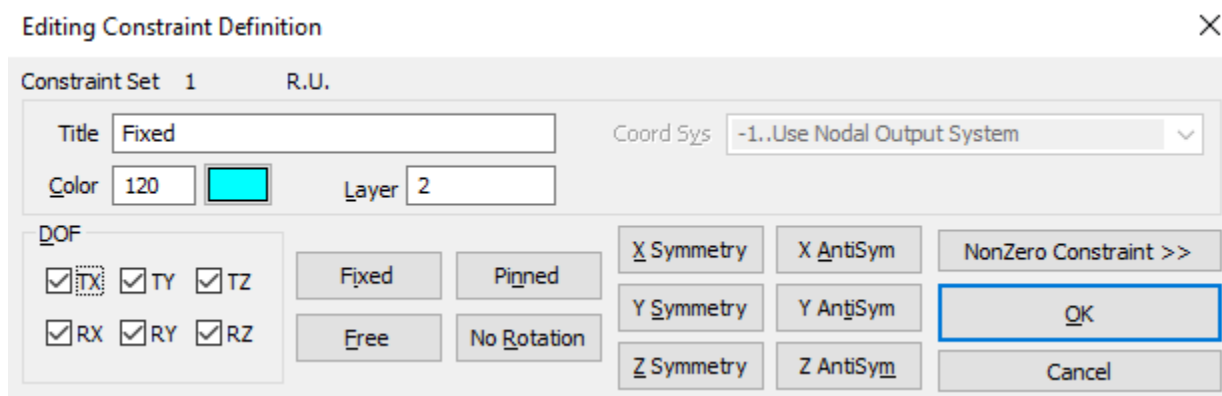 Editing Constraint Definition
Constraint Set 1 R.U.
Title Fixed Coord Sys -1..Use Nodal Output System
Color 120 Layer 2
DOF
TX TY TZ
RX RY RZ
Fixed Pinned
Free No Rotation
X Symmetry X AntiSym
Y Symmetry Y AntiSym
Z Symmetry Z AntiSym
NonZero Constraint >>
OK
Cancel